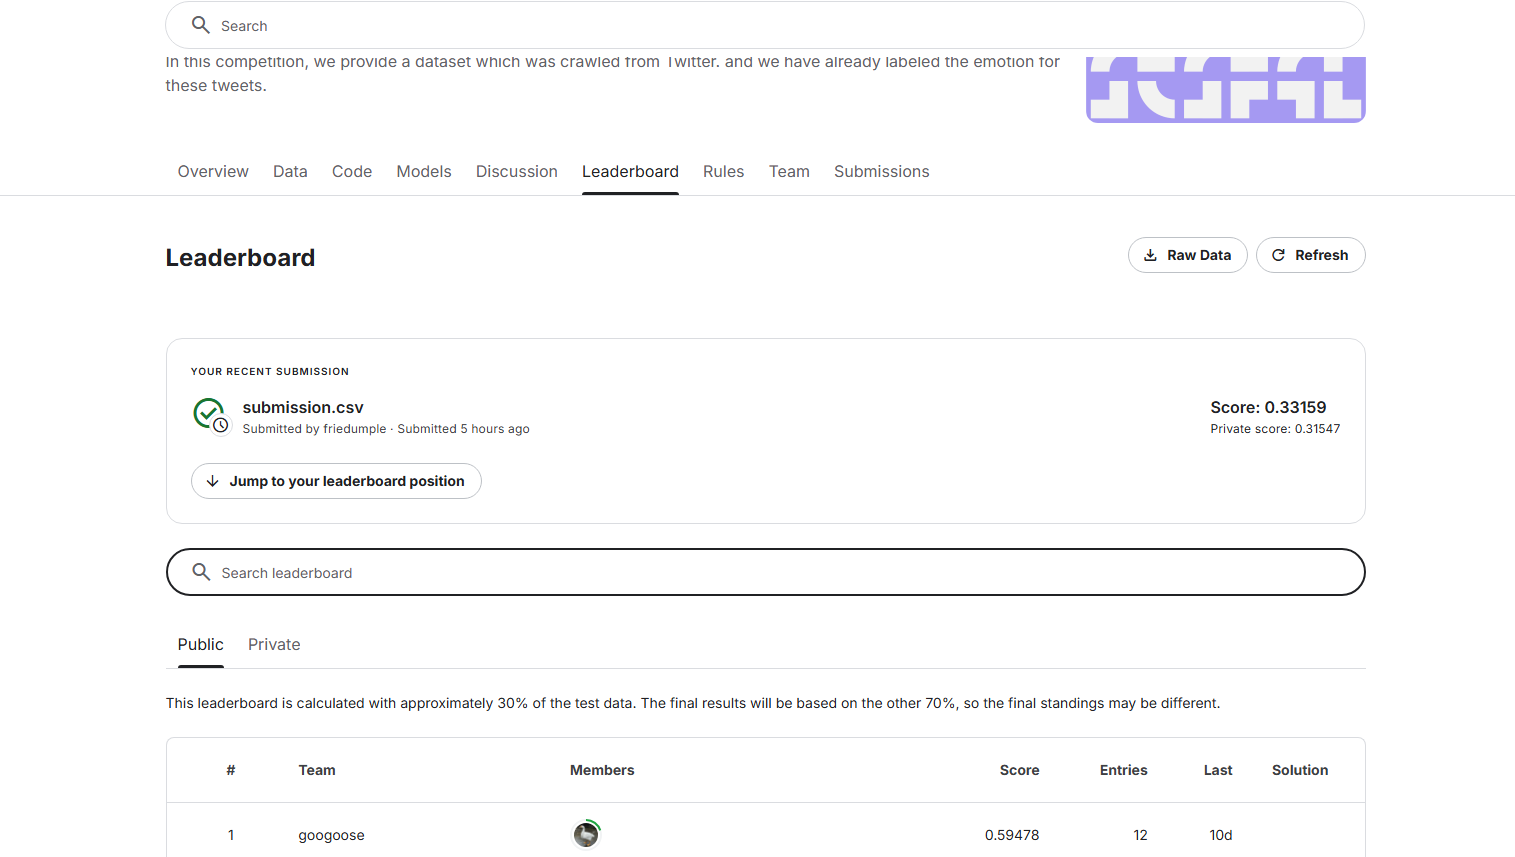 Search
In this competition, we provide a dataset which was crawled from Twitter. and we have already labeled the emotion for
these tweets.
Overview Data Code Models Discussion Leaderboard Rules Team Submissions
Leaderboard
Raw Data Refresh
YOUR RECENT SUBMISSION
submission.csv
Submitted by friedumple · Submitted 5 hours ago
Score: 0.33159
Private score: 0.31547
Jump to your leaderboard position
Search leaderboard
Public Private
This leaderboard is calculated with approximately 30% of the test data. The final results will be based on the other 70%, so the final standings may be different.
# Team Members Score Entries Last Solution
1 googoose 0.59478 12 10d